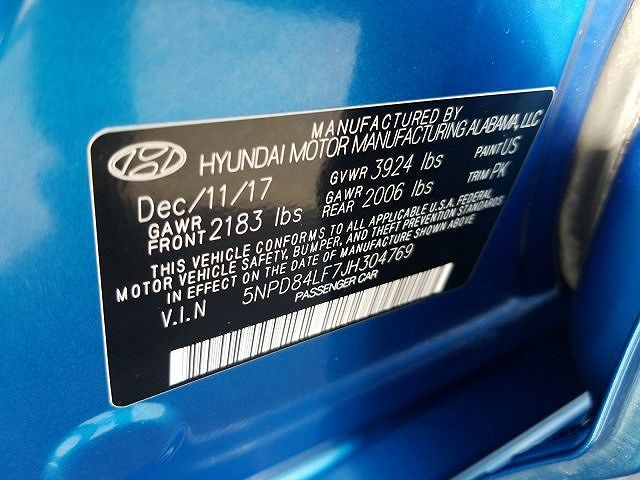 MANUFACTURED BY
HYUNDAI MOTOR MANUFACTURING ALABAMA, LLC
Dec/11/17 GVWR 3924 lbs PAINT US
GAWR FRONT 2183 lbs GAWR REAR 2006 lbs TRIM PK
THIS VEHICLE CONFORMS TO ALL APPLICABLE U.S.A. FEDERAL
MOTOR VEHICLE SAFETY, BUMPER, AND THEFT PREVENTION STANDARDS
IN EFFECT ON THE DATE OF MANUFACTURE SHOWN ABOVE
V.I.N 5NPD84LF7JH304769
PASSENGER CAR